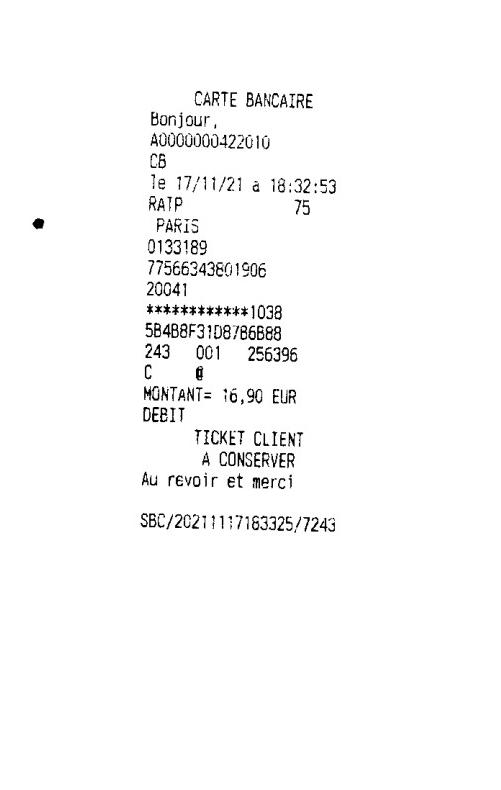 CARTE BANCAIRE
Bonjour,
A0000000422010
CB
le 17/11/21 a 18:32:53
RATP 75
PARIS
0133189
77566343801906
20041
************1038
5B4B8F31D87B6B88
243 001 256396
C @
MONTANT= 16,90 EUR
DEBIT
TICKET CLIENT
A CONSERVER
Au revoir et merci
SBC/20211117183325/7243